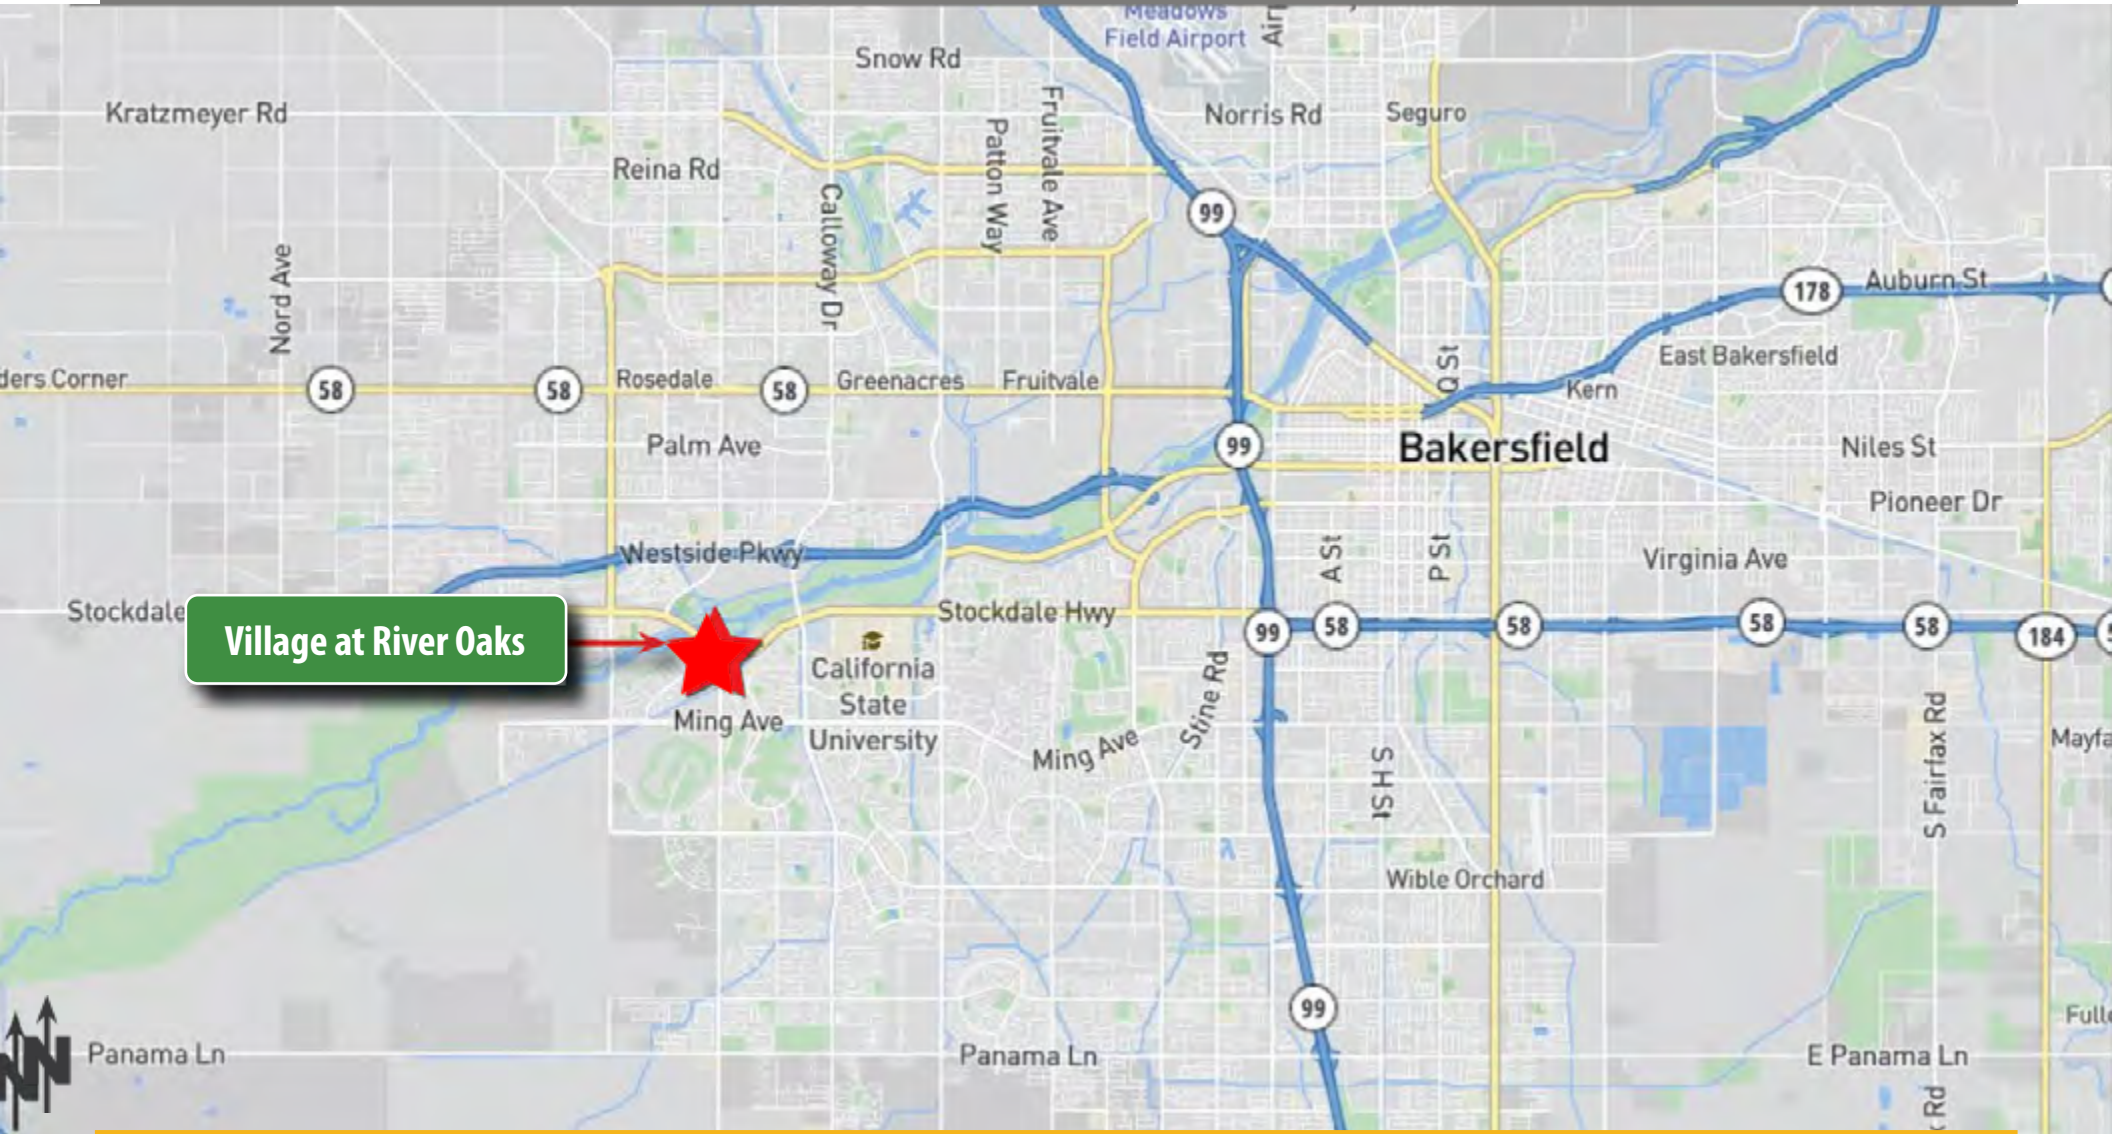 Meadows
Field Airport
Snow Rd
Kratzmeyer Rd
Norris Rd
Seguro
Reina Rd
Fruitvale Ave
Patton Way
Calloway Dr
99
Nord Ave
178
Auburn St
East Bakersfield
Q St
Kern
ders Corner
58
58
Rosedale
58
Greenacres
Fruitvale
Palm Ave
99
Bakersfield
Niles St
Pioneer Dr
Westside Pkwy
A St
P St
Virginia Ave
Stockdale
Village at River Oaks
Stockdale Hwy
99
58
58
58
58
184
California
State
University
Ming Ave
Ming Ave
Stine Rd
S H St
S Fairfax Rd
Mayfa
Wible Orchard
99
Panama Ln
Panama Ln
E Panama Ln
Rd
N
N